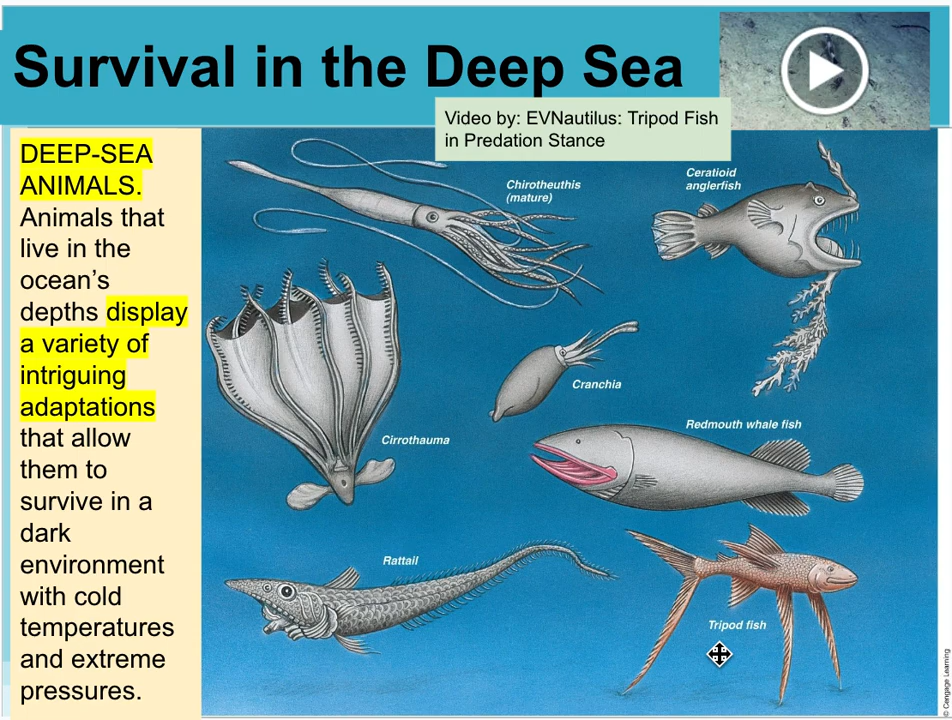 Survival in the Deep Sea
Video by: EVNautilus: Tripod Fish
in Predation Stance
DEEP-SEA
ANIMALS.
Animals that
live in the
ocean’s
depths display
a variety of
intriguing
adaptations
that allow
them to
survive in a
dark
environment
with cold
temperatures
and extreme
pressures.
Chirotheuthis
(mature)
Ceratioid
anglerfish
Cranchia
Cirrothauma
Redmouth whale fish
Rattail
Tripod fish
© Cengage Learning